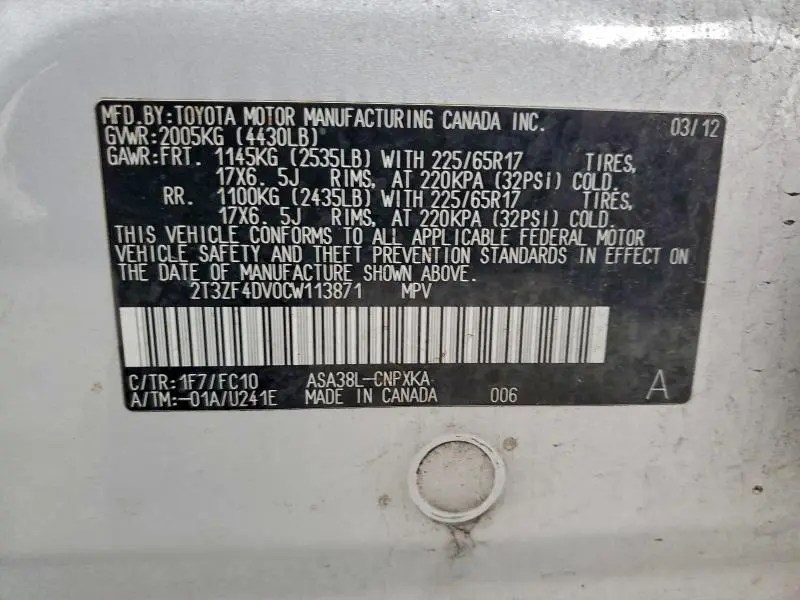 MFD.BY:TOYOTA MOTOR MANUFACTURING CANADA INC. 03/12
GVWR:2005KG (4430LB)
GAWR:FRT. 1145KG (2535LB) WITH 225/65R17 TIRES,
17X6. 5J RIMS, AT 220KPA (32PSi) COLD.
RR. 1100KG (2435LB) WITH 225/65R17 TIRES,
17X6. 5J RIMS, AT 220KPA (32PSi) COLD.
THIS VEHICLE CONFORMS TO ALL APPLICABLE FEDERAL MOTOR
VEHICLE SAFETY AND THEFT PREVENTION STANDARDS IN EFFECT ON
THE DATE OF MANUFACTURE SHOWN ABOVE.
2T3ZF4DV0CW113871 MPV
C/TR:1F7/FC10 ASA38L-CNPXKA A
A/TM:-01A/U241E MADE IN CANADA 006